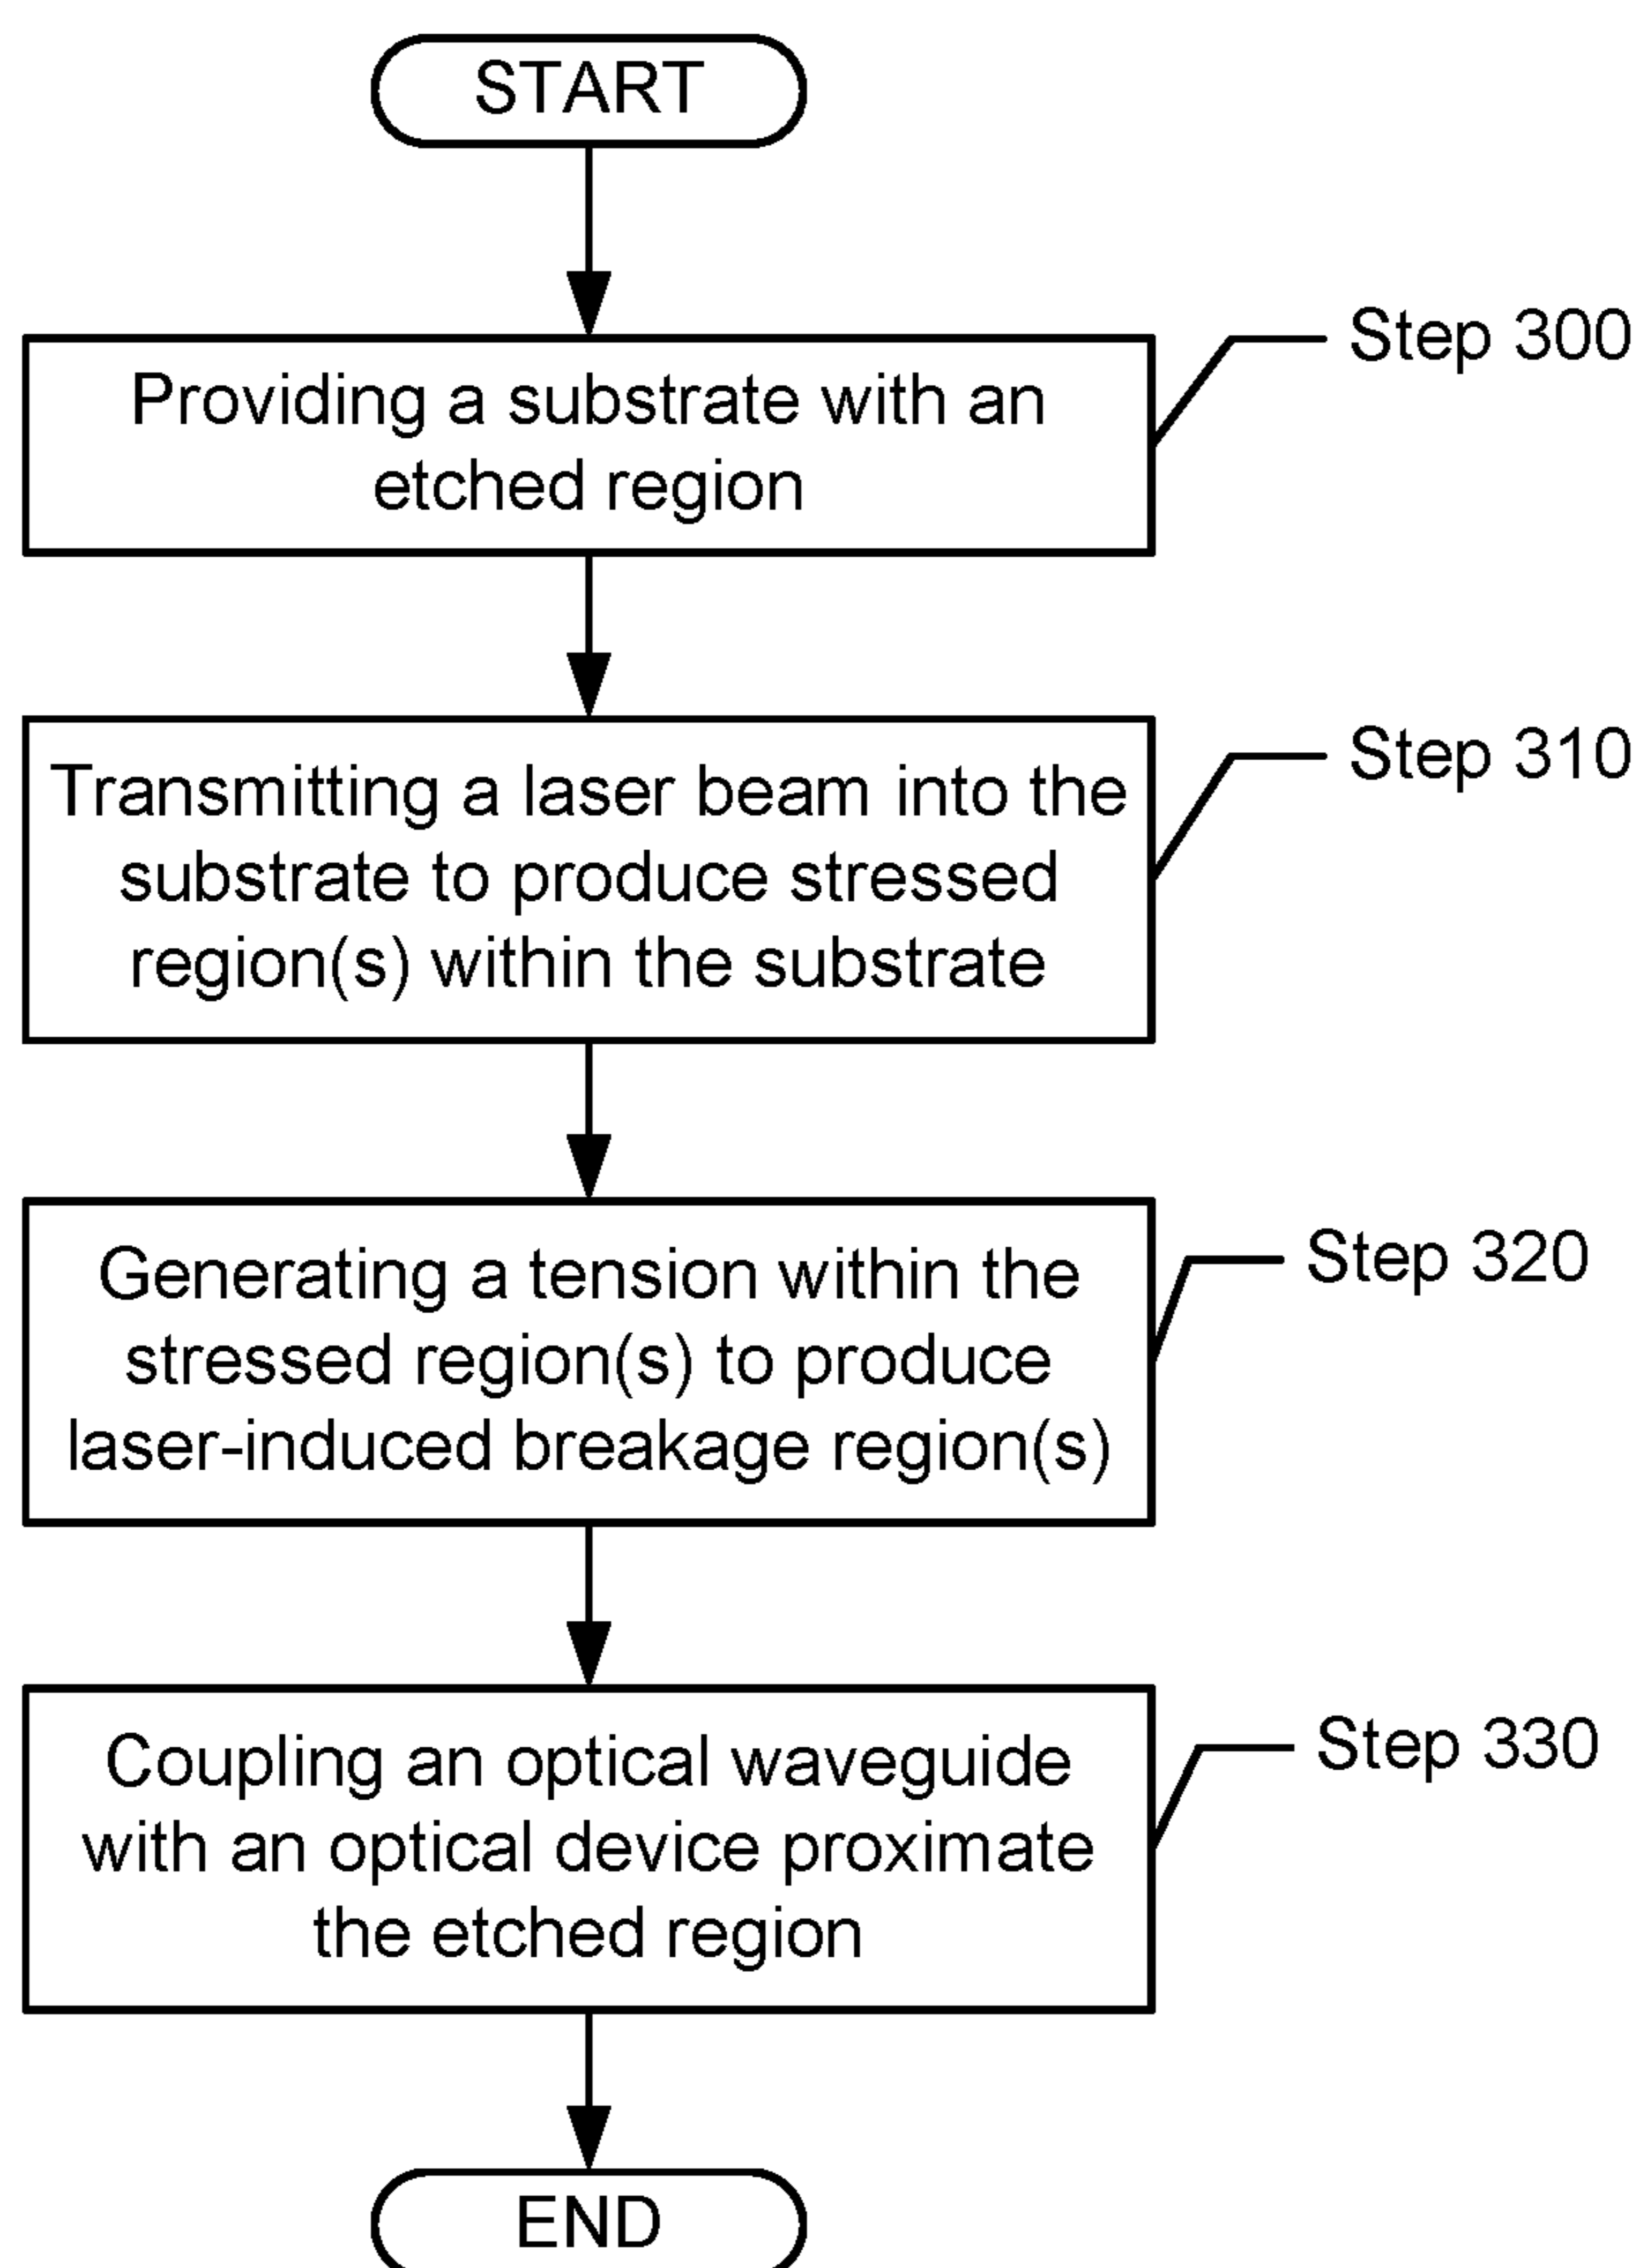 START
Providing a substrate with an
etched region
Step 300
Transmitting a laser beam into the
substrate to produce stressed
region(s) within the substrate
Step 310
Generating a tension within the
stressed region(s) to produce
laser-induced breakage region(s)
Step 320
Coupling an optical waveguide
with an optical device proximate
the etched region
Step 330
END